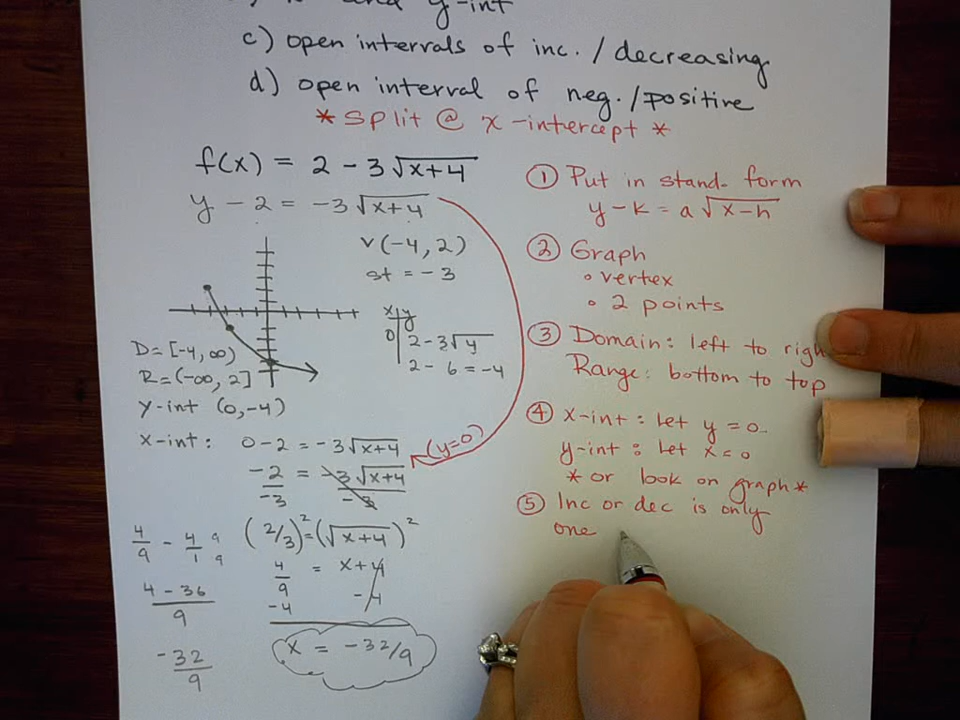 and y-int
c) open intervals of inc. / decreasing
d) open interval of neg. / positive
* split @ x-intercept *
f(x) = 2 - 3√(x+4)
y - 2 = -3√(x+4)
v(-4, 2)
st = -3
x | y
0 | 2 - 3√4
2 - 6 = -4
D = [-4, ∞)
R = (-∞, 2]
y-int (0, -4)
x-int: 0 - 2 = -3√(x+4) (y=0)
-2 = -3√(x+4)
-3 -3
(2/3)² = (√(x+4))²
4/9 = x+4
-4 -4
x = -32/9
4/9 - 4/1 9/9
4 - 36
9
-32
9
① Put in stand. form
y - k = a√(x-h)
② Graph
• vertex
• 2 points
③ Domain: left to righ
Range: bottom to top
④ x-int: let y = 0
y-int: let x = 0
* or look on graph *
⑤ Inc or dec is only
one